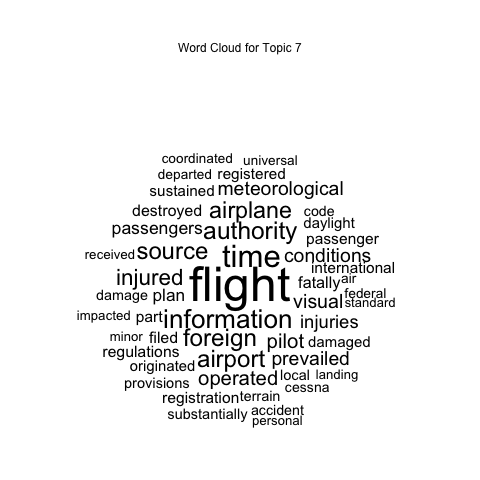 Word Cloud for Topic 7
coordinated universal
departed registered
sustained meteorological
destroyed airplane code
passengers authority daylight
passenger
received source time conditions
international
injured flight fatally air
damage plan visual federal
standard
impacted part information injuries
minor filed foreign pilot damaged
regulations airport prevailed
originated
provisions operated local landing
cessna
registration terrain
substantially accident
personal